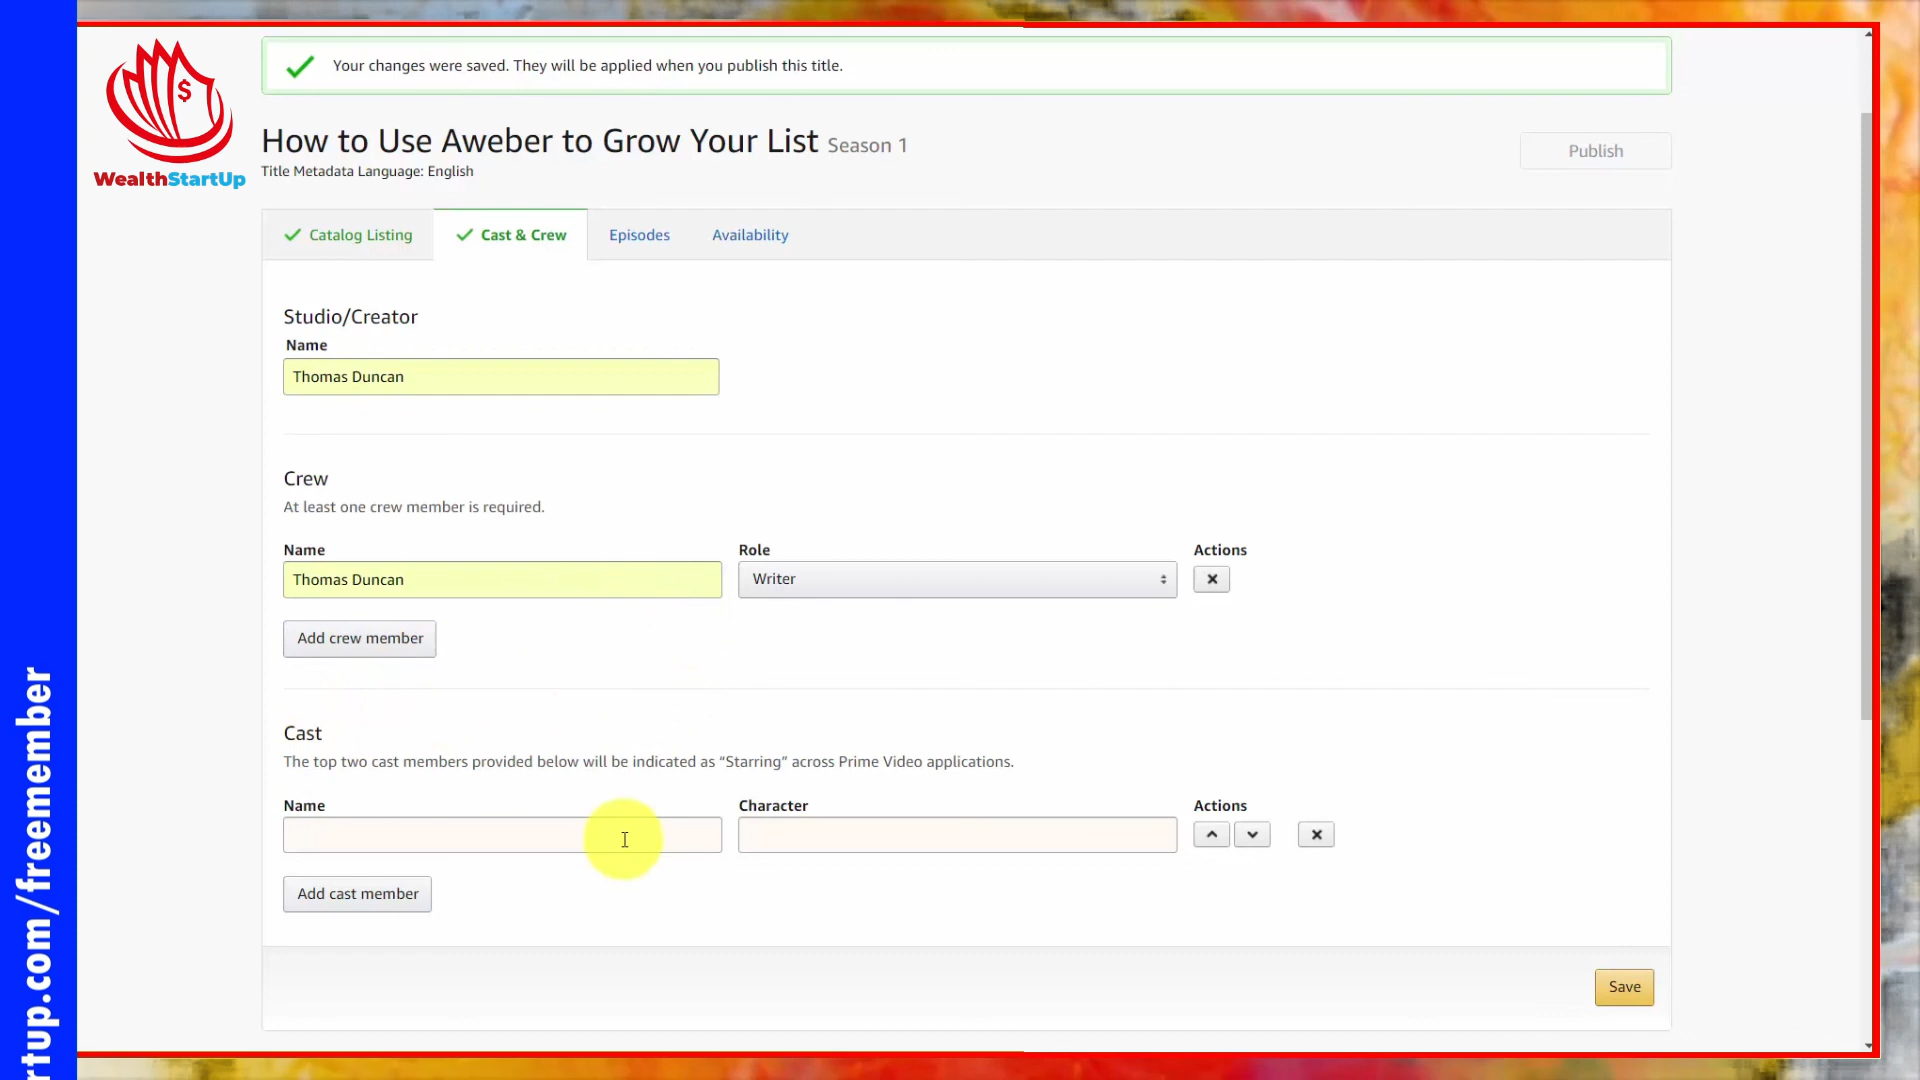 Your changes were saved. They will be applied when you publish this title.
$
WealthStartUp
How to Use Aweber to Grow Your List Season 1
Title Metadata Language: English
Publish
Catalog Listing
Cast & Crew
Episodes
Availability
Studio/Creator
Name
Thomas Duncan
Crew
At least one crew member is required.
Name
Role
Actions
Thomas Duncan
Writer
Add crew member
Cast
The top two cast members provided below will be indicated as “Starring” across Prime Video applications.
Name
Character
Actions
Add cast member
Save
rtup.com/freemember